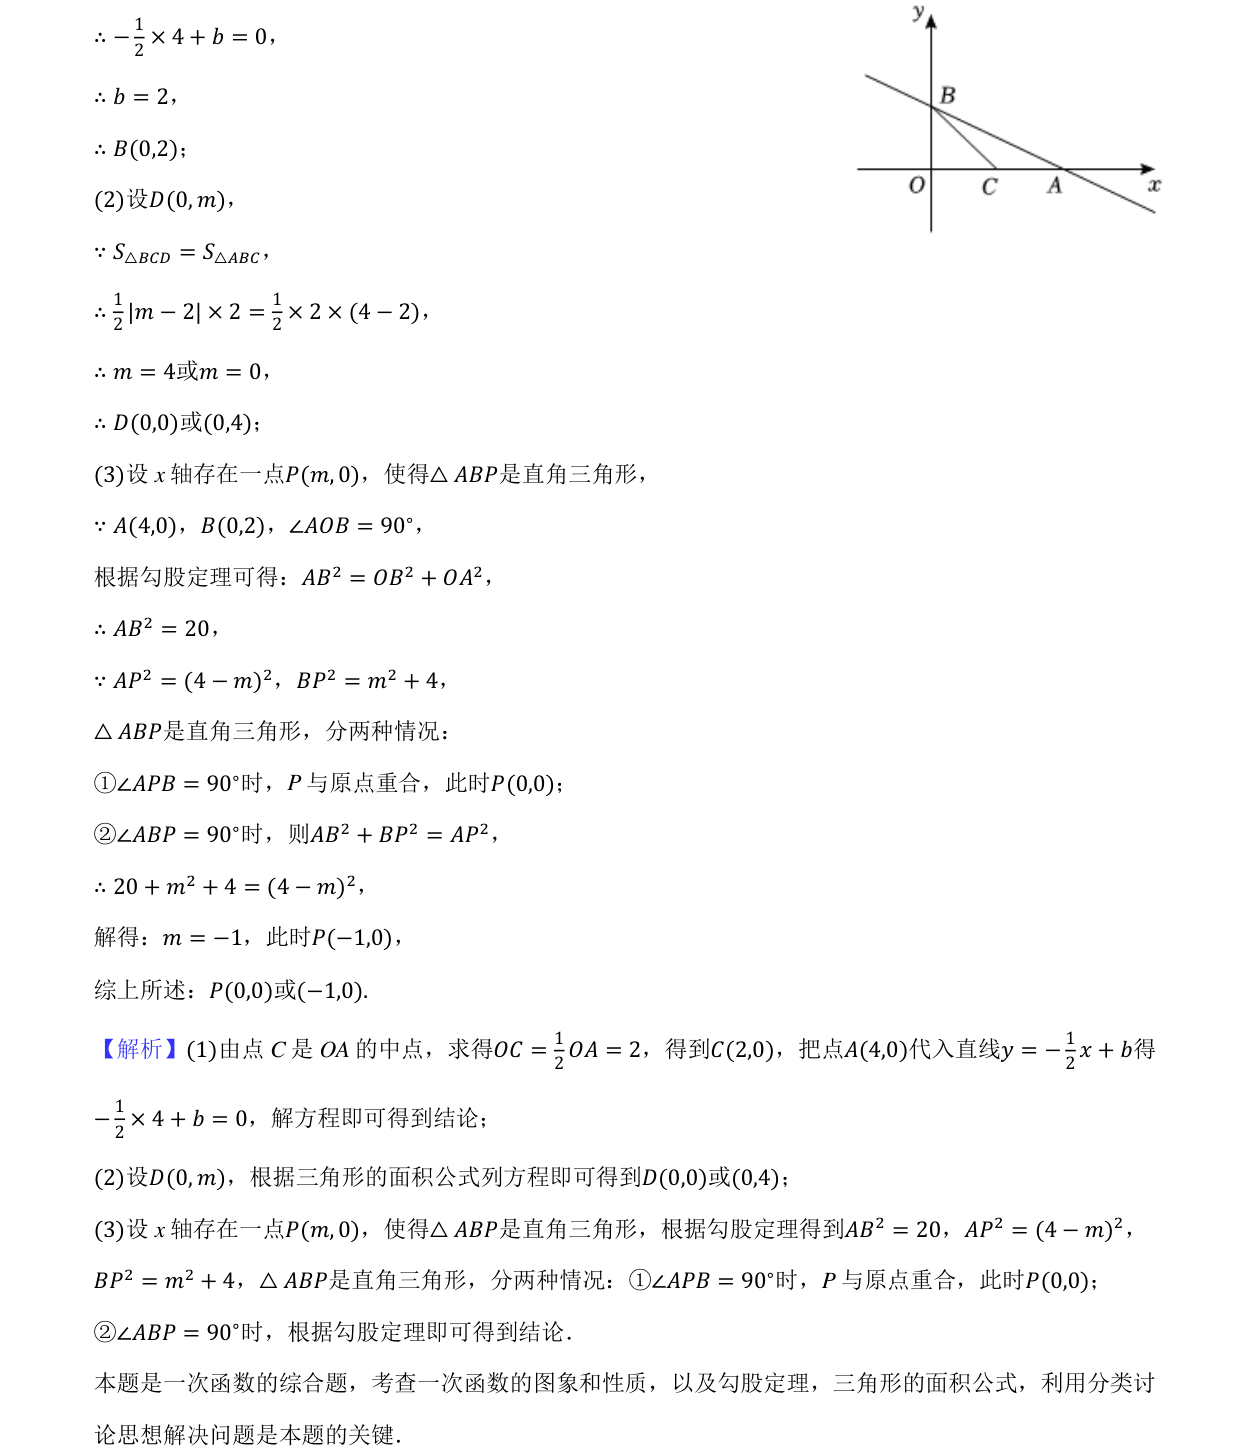 ∴ −1/2 × 4 + b = 0，
∴ b = 2，
∴ B(0,2)；
(2)设D(0, m)，
∵ S△BCD = S△ABC，
∴ 1/2 |m − 2| × 2 = 1/2 × 2 × (4 − 2)，
∴ m = 4或m = 0，
∴ D(0,0)或(0,4)；
(3)设 x 轴存在一点P(m, 0)，使得△ ABP是直角三角形，
∵ A(4,0)，B(0,2)，∠AOB = 90°，
根据勾股定理可得：AB² = OB² + OA²，
∴ AB² = 20，
∵ AP² = (4 − m)²，BP² = m² + 4，
△ ABP是直角三角形，分两种情况：
①∠APB = 90°时，P 与原点重合，此时P(0,0)；
②∠ABP = 90°时，则AB² + BP² = AP²，
∴ 20 + m² + 4 = (4 − m)²，
解得：m = −1，此时P(−1,0)，
综上所述：P(0,0)或(−1,0).
【解析】(1)由点 C 是 OA 的中点，求得OC = 1/2 OA = 2，得到C(2,0)，把点A(4,0)代入直线y = −1/2 x + b得
−1/2 × 4 + b = 0，解方程即可得到结论；
(2)设D(0, m)，根据三角形的面积公式列方程即可得到D(0,0)或(0,4)；
(3)设 x 轴存在一点P(m, 0)，使得△ ABP是直角三角形，根据勾股定理得到AB² = 20，AP² = (4 − m)²，
BP² = m² + 4，△ ABP是直角三角形，分两种情况：①∠APB = 90°时，P 与原点重合，此时P(0,0)；
②∠ABP = 90°时，根据勾股定理即可得到结论．
本题是一次函数的综合题，考查一次函数的图象和性质，以及勾股定理，三角形的面积公式，利用分类讨
论思想解决问题是本题的关键．
y
B
O C A x